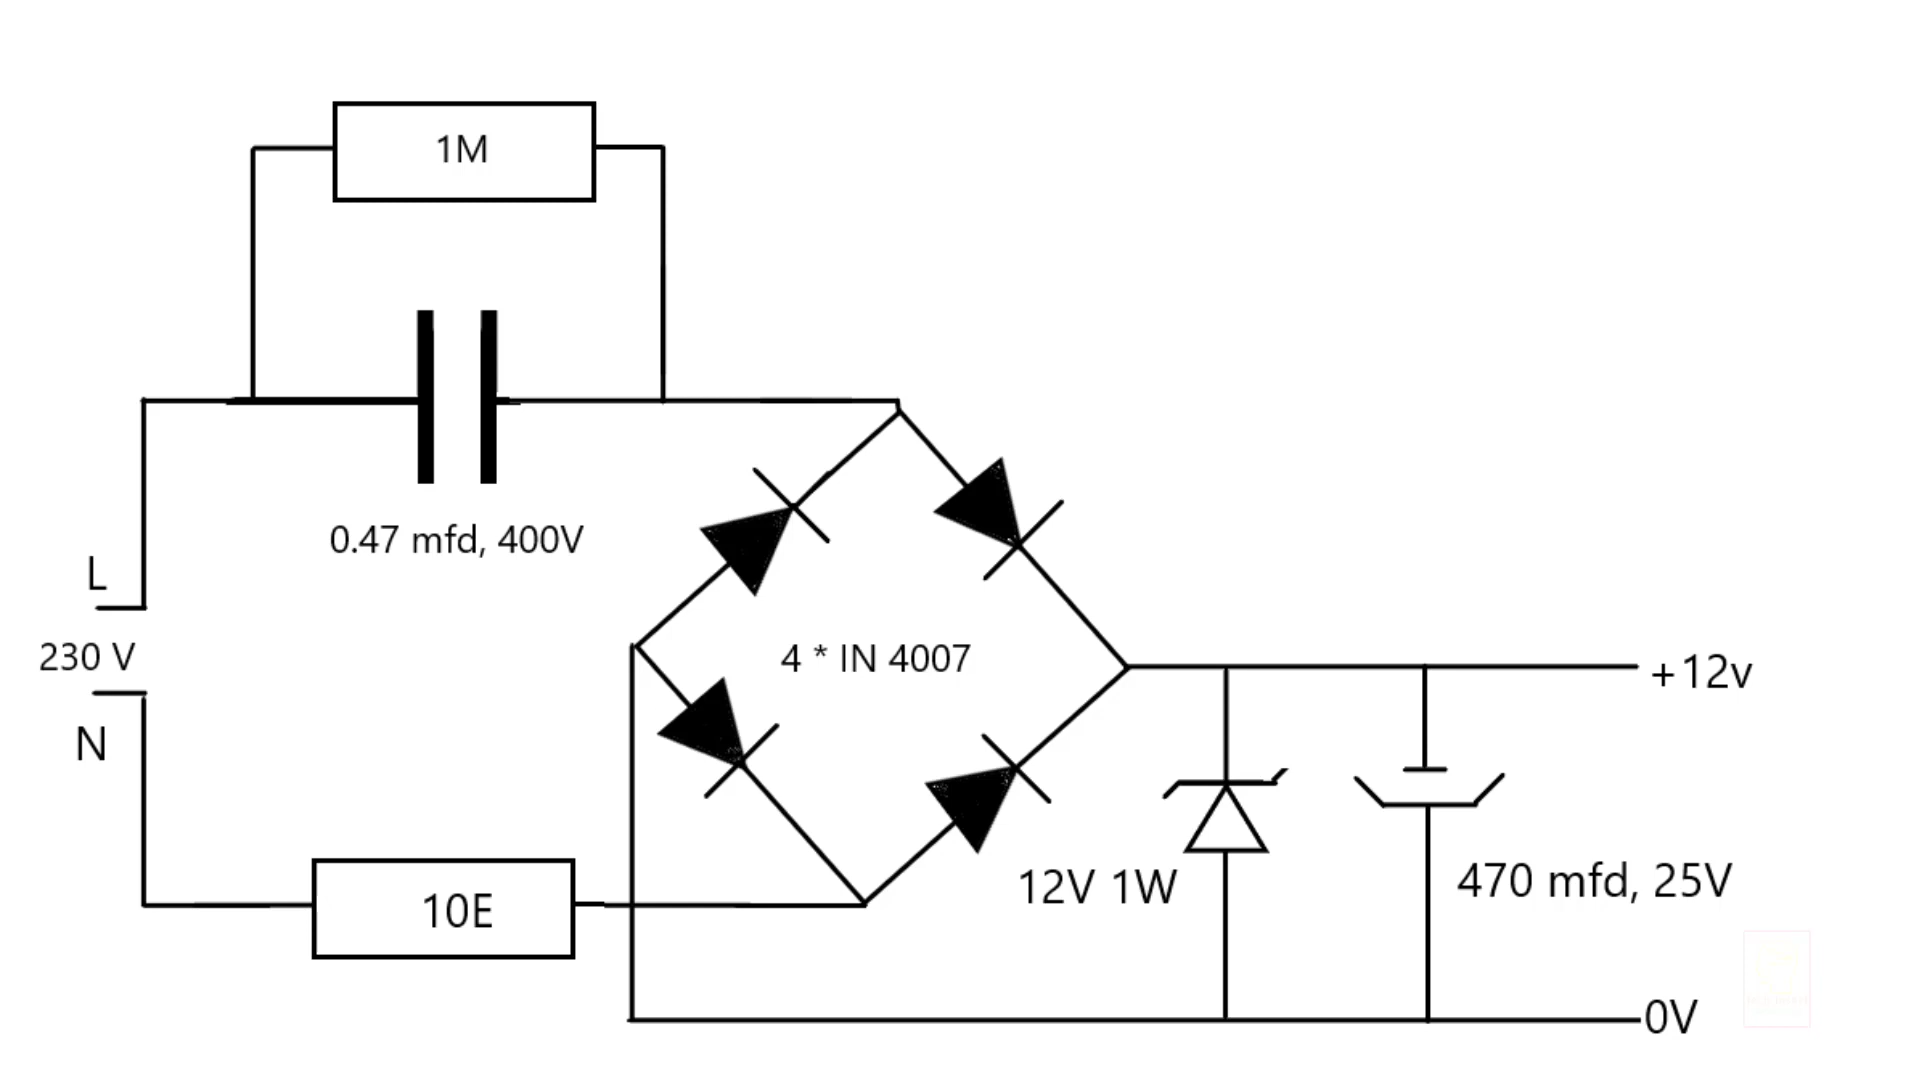 1M
0.47 mfd, 400V
L
230 V
N
4 * IN 4007
+12v
12V 1W
470 mfd, 25V
10E
0V